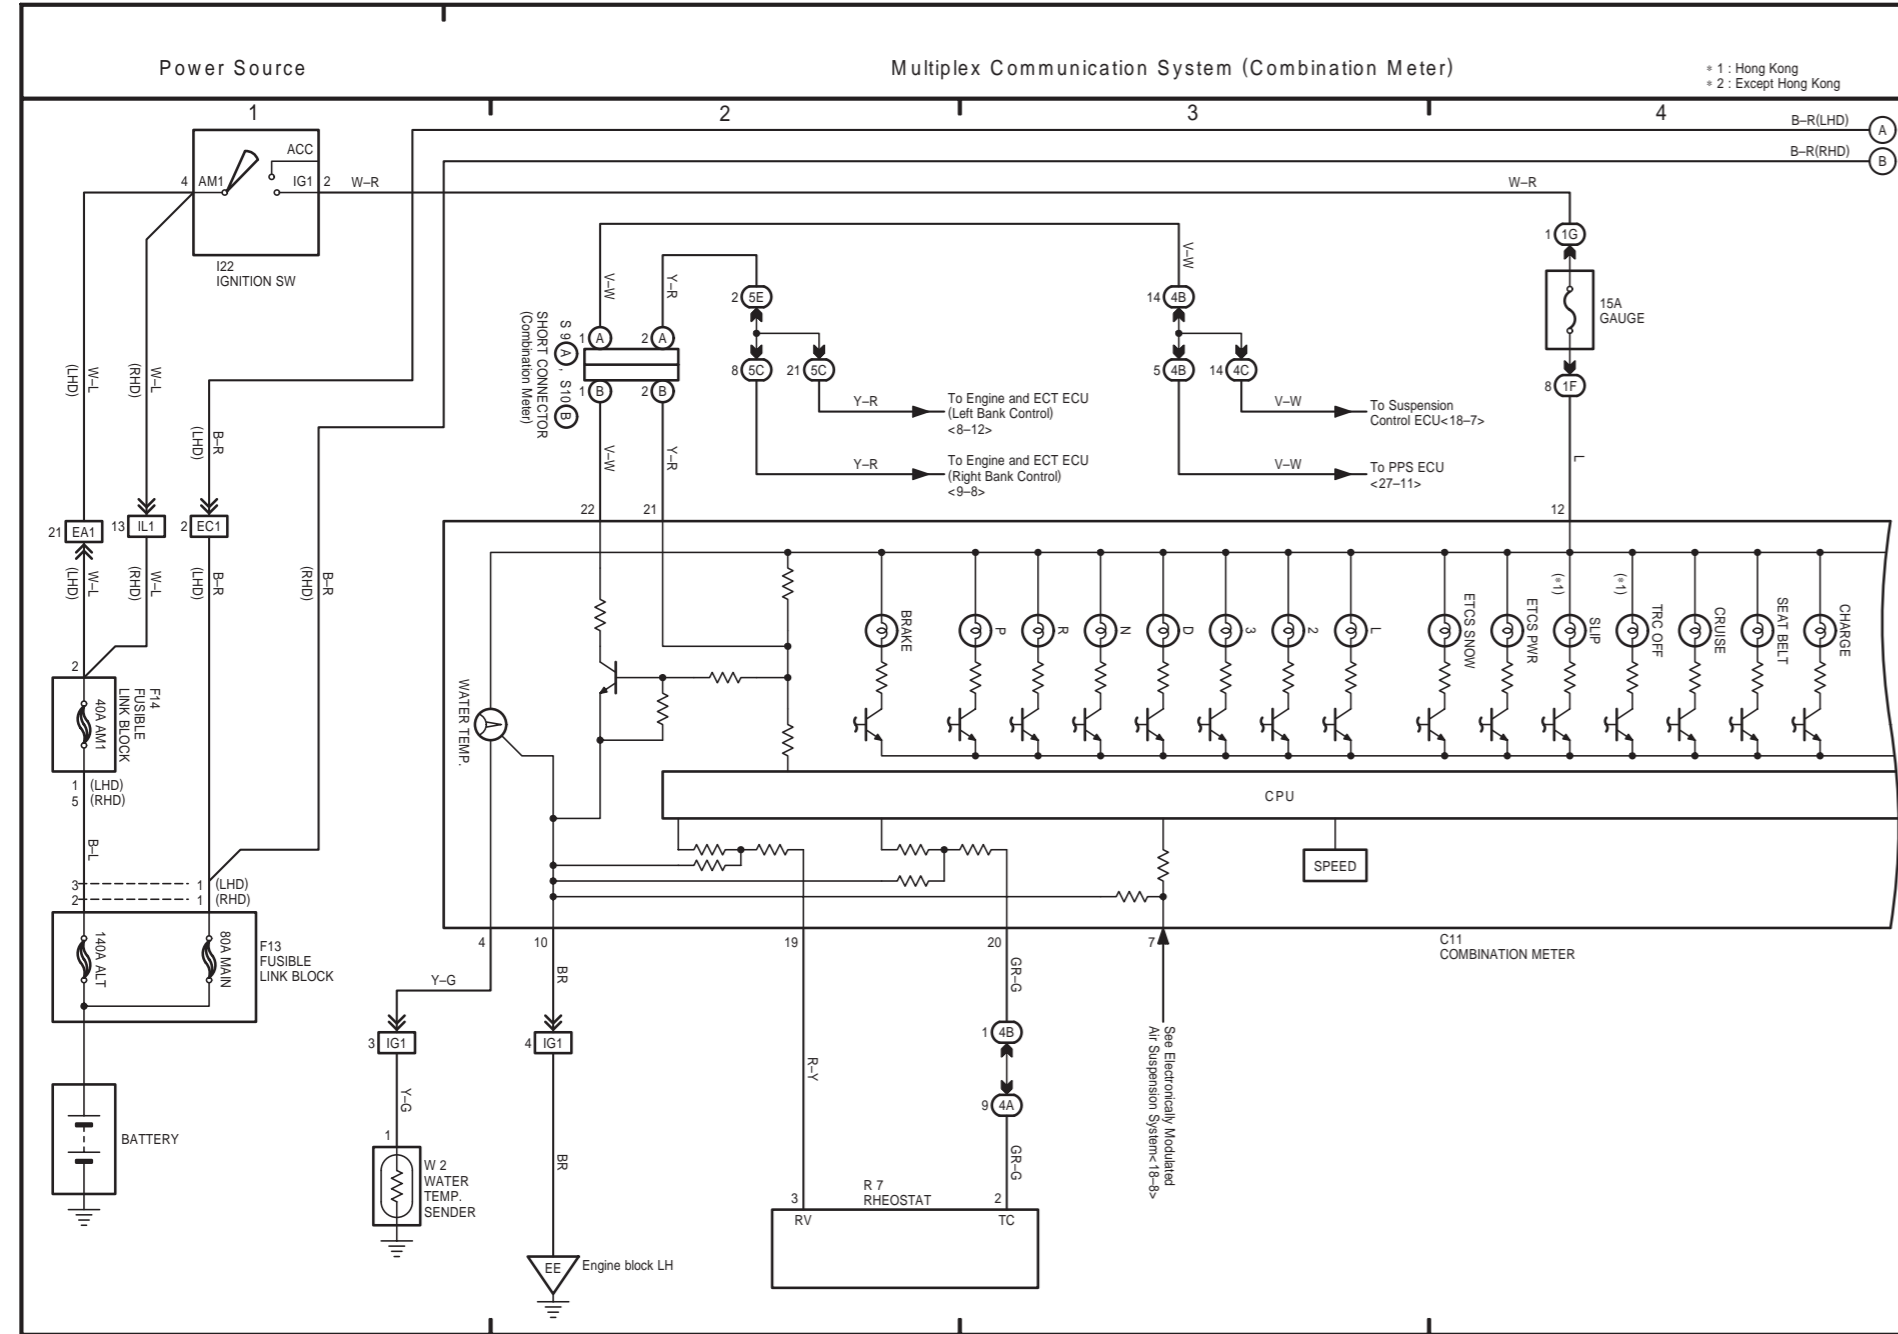 Power Source
Multiplex Communication System (Combination Meter)
* 1 : Hong Kong
* 2 : Except Hong Kong
1
2
3
4
B–R(LHD)
A
B–R(RHD)
B
ACC
4
AM1
IG1
2
W–R
W–R
I22
IGNITION SW
1
1G
15A
GAUGE
8
1F
L
W–L
(LHD)
W–L
(RHD)
B–R
(LHD)
V–W
Y–R
V–W
2
5E
14
4B
S 9 A , S10 B
SHORT CONNECTOR
(Combination Meter)
1
A
2
A
1
B
2
B
8
5C
21
5C
5
4B
14
4C
V–W
Y–R
Y–R
To Engine and ECT ECU
(Left Bank Control)
<8–12>
Y–R
To Engine and ECT ECU
(Right Bank Control)
<9–8>
V–W
To Suspension
Control ECU<18–7>
V–W
To PPS ECU
<27–11>
22
21
12
21
EA1
13
IL1
2
EC1
W–L
(LHD)
W–L
(RHD)
B–R
(LHD)
B–R
(RHD)
2
F14
FUSIBLE
LINK BLOCK
40A AM1
1 (LHD)
5 (RHD)
B–L
3
1
(LHD)
2
1
(RHD)
140A ALT
80A MAIN
F13
FUSIBLE
LINK BLOCK
BATTERY
WATER TEMP.
BRAKE
P
R
N
D
3
2
L
ETCS SNOW
ETCS PWR
(*1)
SLIP
(*1)
TRC OFF
CRUISE
SEAT BELT
CHARGE
CPU
SPEED
4
10
19
20
7
C11
COMBINATION METER
Y–G
3
IG1
Y–G
1
W 2
WATER
TEMP.
SENDER
BR
4
IG1
BR
EE
Engine block LH
R–Y
GR–G
1
4B
9
4A
GR–G
See Electronically Modulated
Air Suspension System<18–8>
R 7
RHEOSTAT
3
2
RV
TC